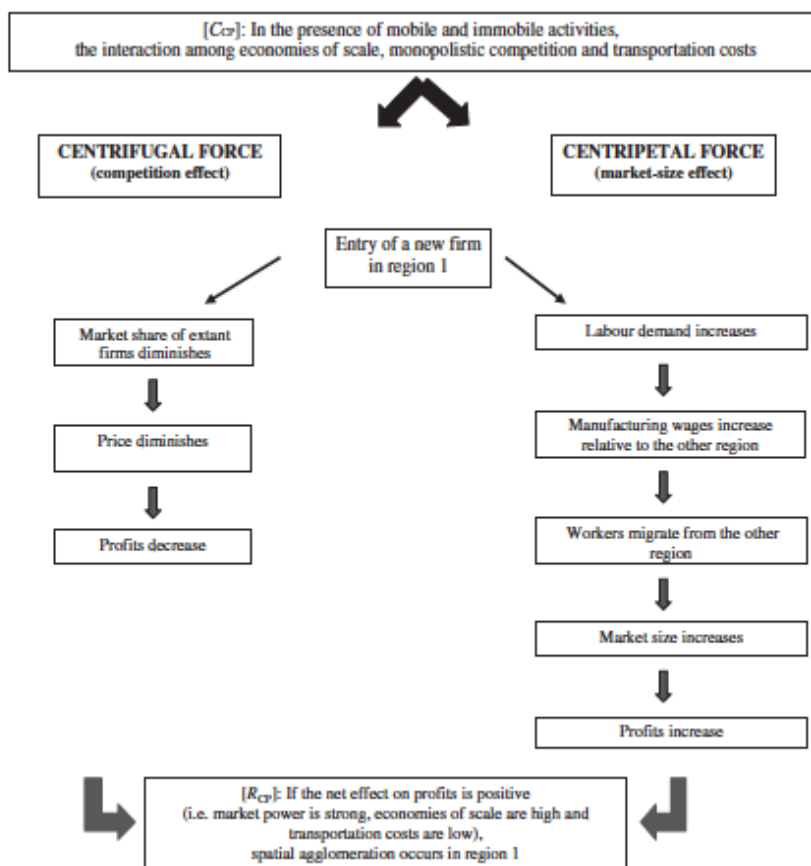 [C_CP]: In the presence of mobile and immobile activities,
the interaction among economies of scale, monopolistic competition and transportation costs
CENTRIFUGAL FORCE
(competition effect)
CENTRIPETAL FORCE
(market-size effect)
Entry of a new firm
in region 1
Market share of extant
firms diminishes
Price diminishes
Profits decrease
Labour demand increases
Manufacturing wages increase
relative to the other region
Workers migrate from the other
region
Market size increases
Profits increase
[R_CP]: If the net effect on profits is positive
(i.e. market power is strong, economies of scale are high and
transportation costs are low),
spatial agglomeration occurs in region 1